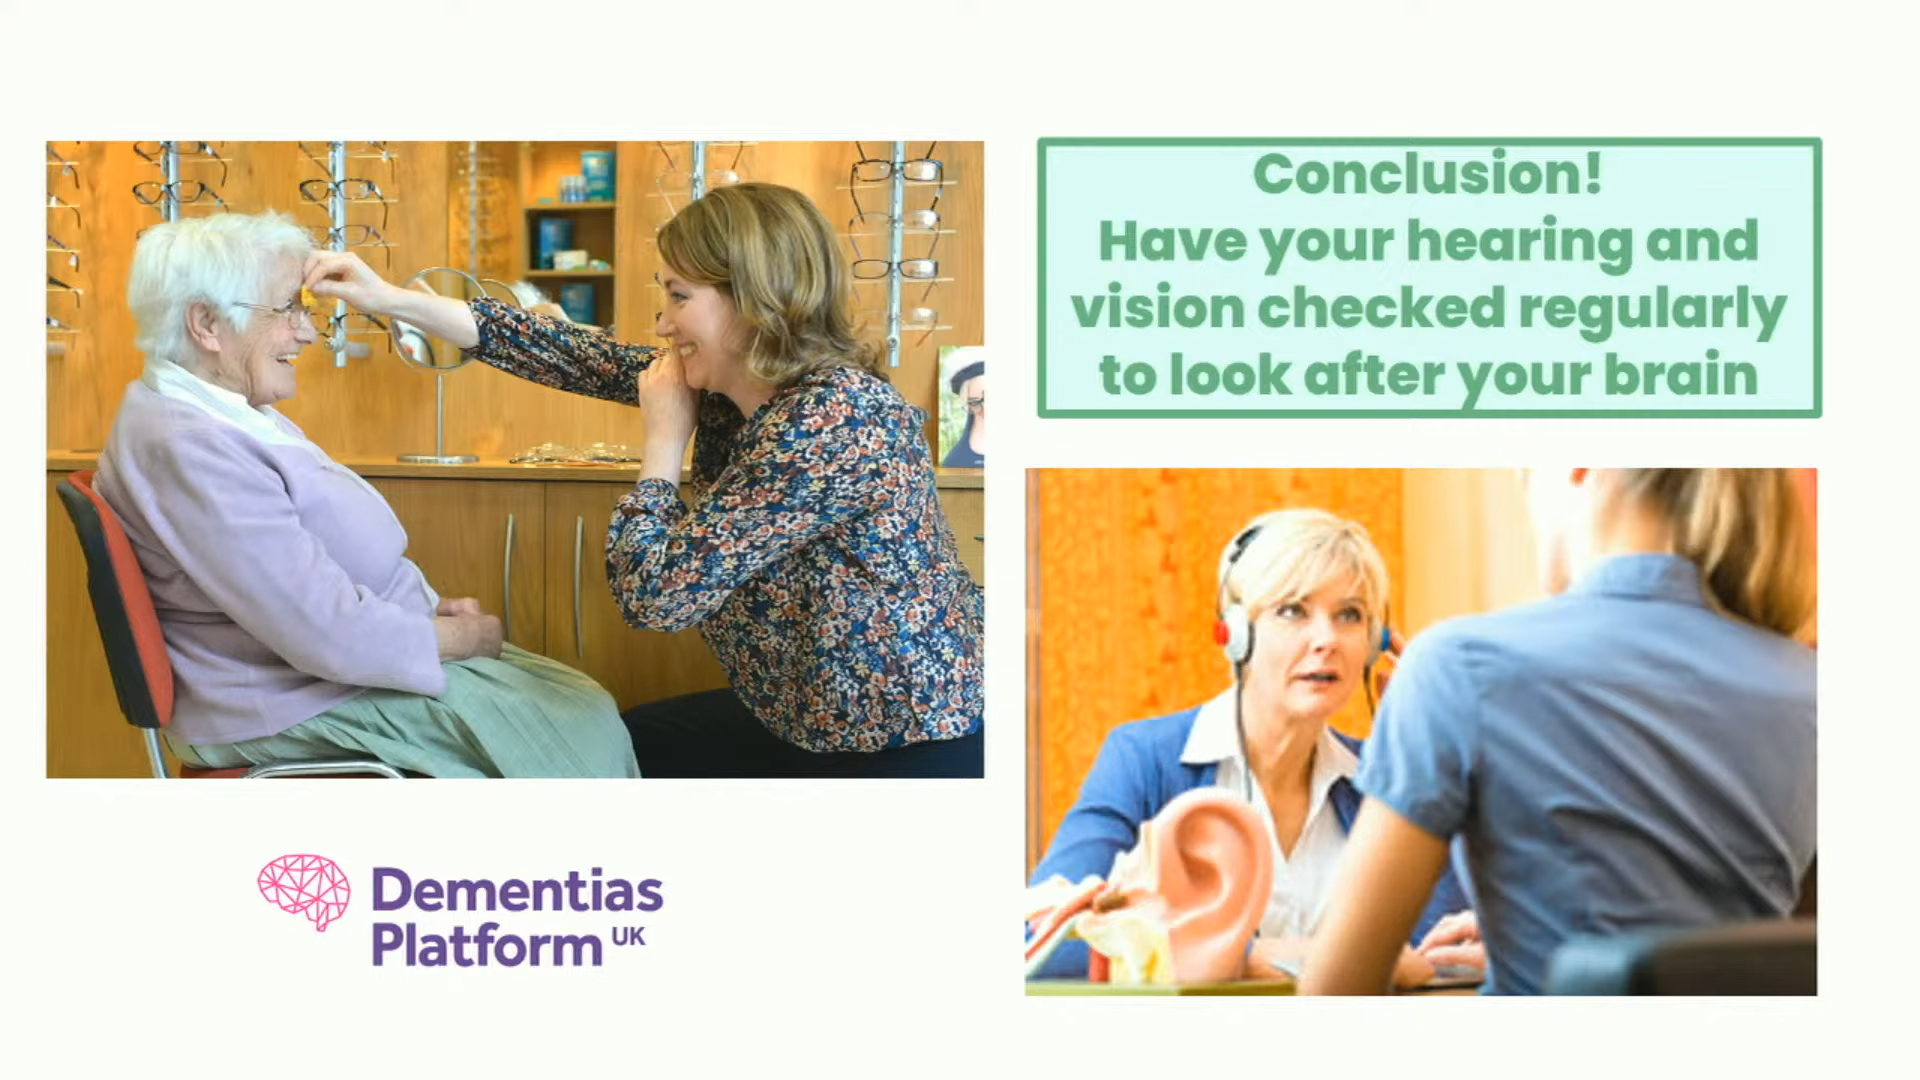 Conclusion!
Have your hearing and
vision checked regularly
to look after your brain
Dementias
Platform UK